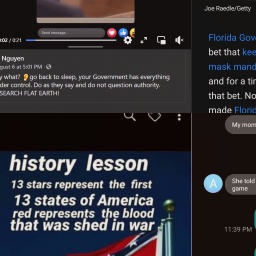 0:02 / 0:21
Send message
Nguyen
ugust 6 at 5:01 PM ·
y what? go back to sleep, your Government has everything
der control. Do as they say and do not question authority.
SEARCH FLAT EARTH!
history lesson
13 stars represent the first
13 states of America
red represents the blood
that was shed in war
Joe Raedle/Getty
Florida Gov
bet that kee
mask mand
and for a tir
that bet. No
made Florid
My mom
A
She told
game
11:39 PM